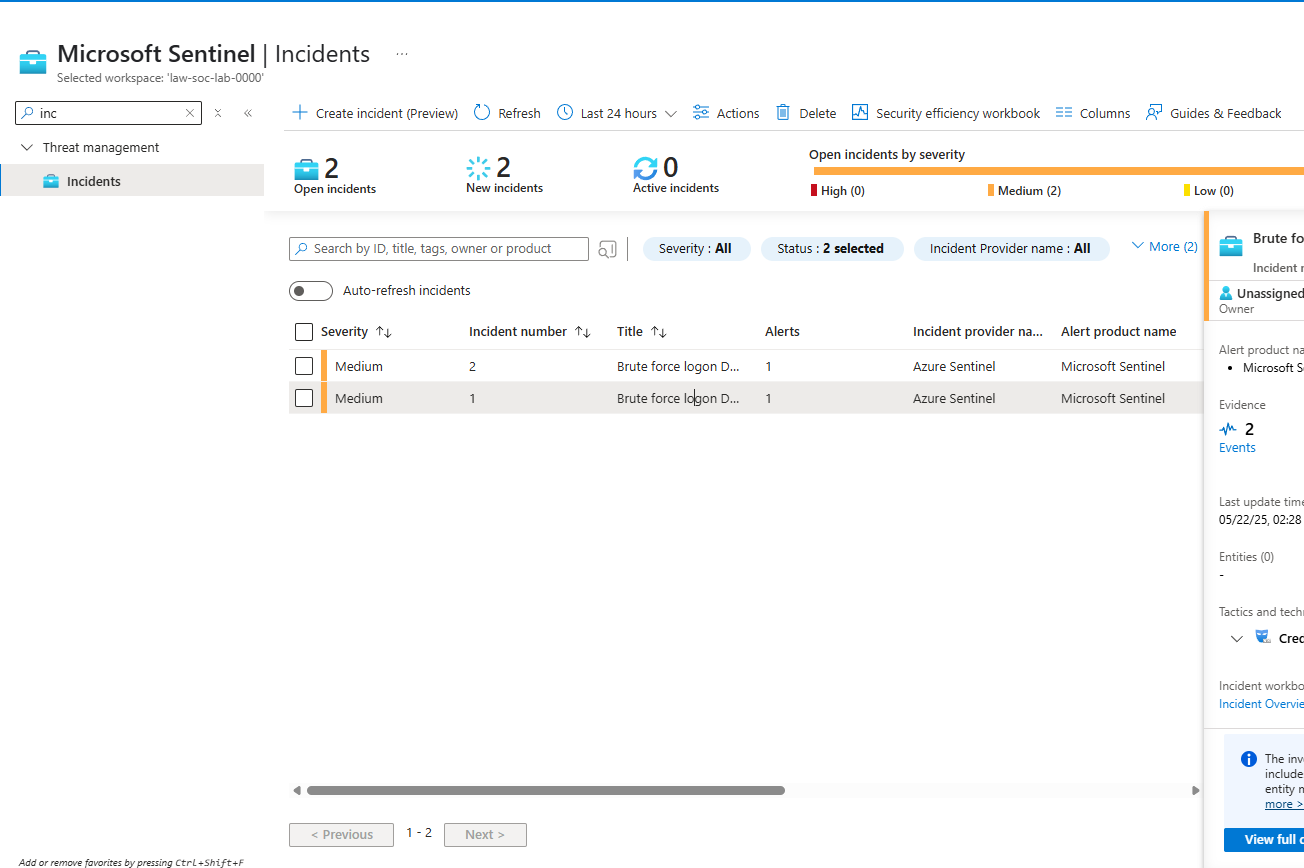 Microsoft Sentinel | Incidents ...
Selected workspace: 'law-soc-lab-0000'
inc
Threat management
Incidents
Create incident (Preview) Refresh Last 24 hours Actions Delete Security efficiency workbook Columns Guides & Feedback
2 Open incidents
2 New incidents
0 Active incidents
Open incidents by severity
High (0) Medium (2) Low (0)
Search by ID, title, tags, owner or product Severity : All Status : 2 selected Incident Provider name : All More (2)
Auto-refresh incidents
Severity Incident number Title Alerts Incident provider na... Alert product name
Medium 2 Brute force logon D... 1 Azure Sentinel Microsoft Sentinel
Medium 1 Brute force logon D... 1 Azure Sentinel Microsoft Sentinel
< Previous 1 - 2 Next >
Brute fo
Incident n
Unassigned
Owner
Alert product na
• Microsoft Se
Evidence
2
Events
Last update time
05/22/25, 02:28
Entities (0)
-
Tactics and techn
Cred
Incident workbo
Incident Overvie
The inve
include
entity m
more >
View full d
Add or remove favorites by pressing Ctrl+Shift+F